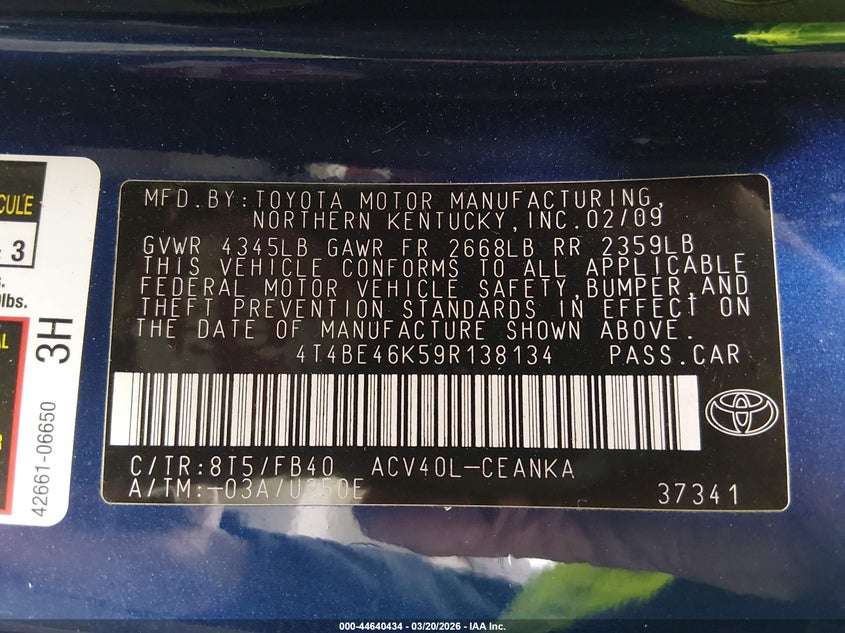 CULE
: 3
s.
0lbs.
AL
R
3H
42661-06650
MFD.BY:TOYOTA MOTOR MANUFACTURING,
NORTHERN KENTUCKY,INC.02/09
GVWR 4345LB GAWR FR 2668LB RR 2359LB
THIS VEHICLE CONFORMS TO ALL APPLICABLE
FEDERAL MOTOR VEHICLE SAFETY,BUMPER,AND
THEFT PREVENTION STANDARDS IN EFFECT ON
THE DATE OF MANUFACTURE SHOWN ABOVE.
4T4BE46K59R138134 PASS.CAR
C/TR:8T5/FB40 ACV40L-CEANKA
A/TM:-03A/U250E 37341
000-44640434 - 03/20/2026 - IAA Inc.